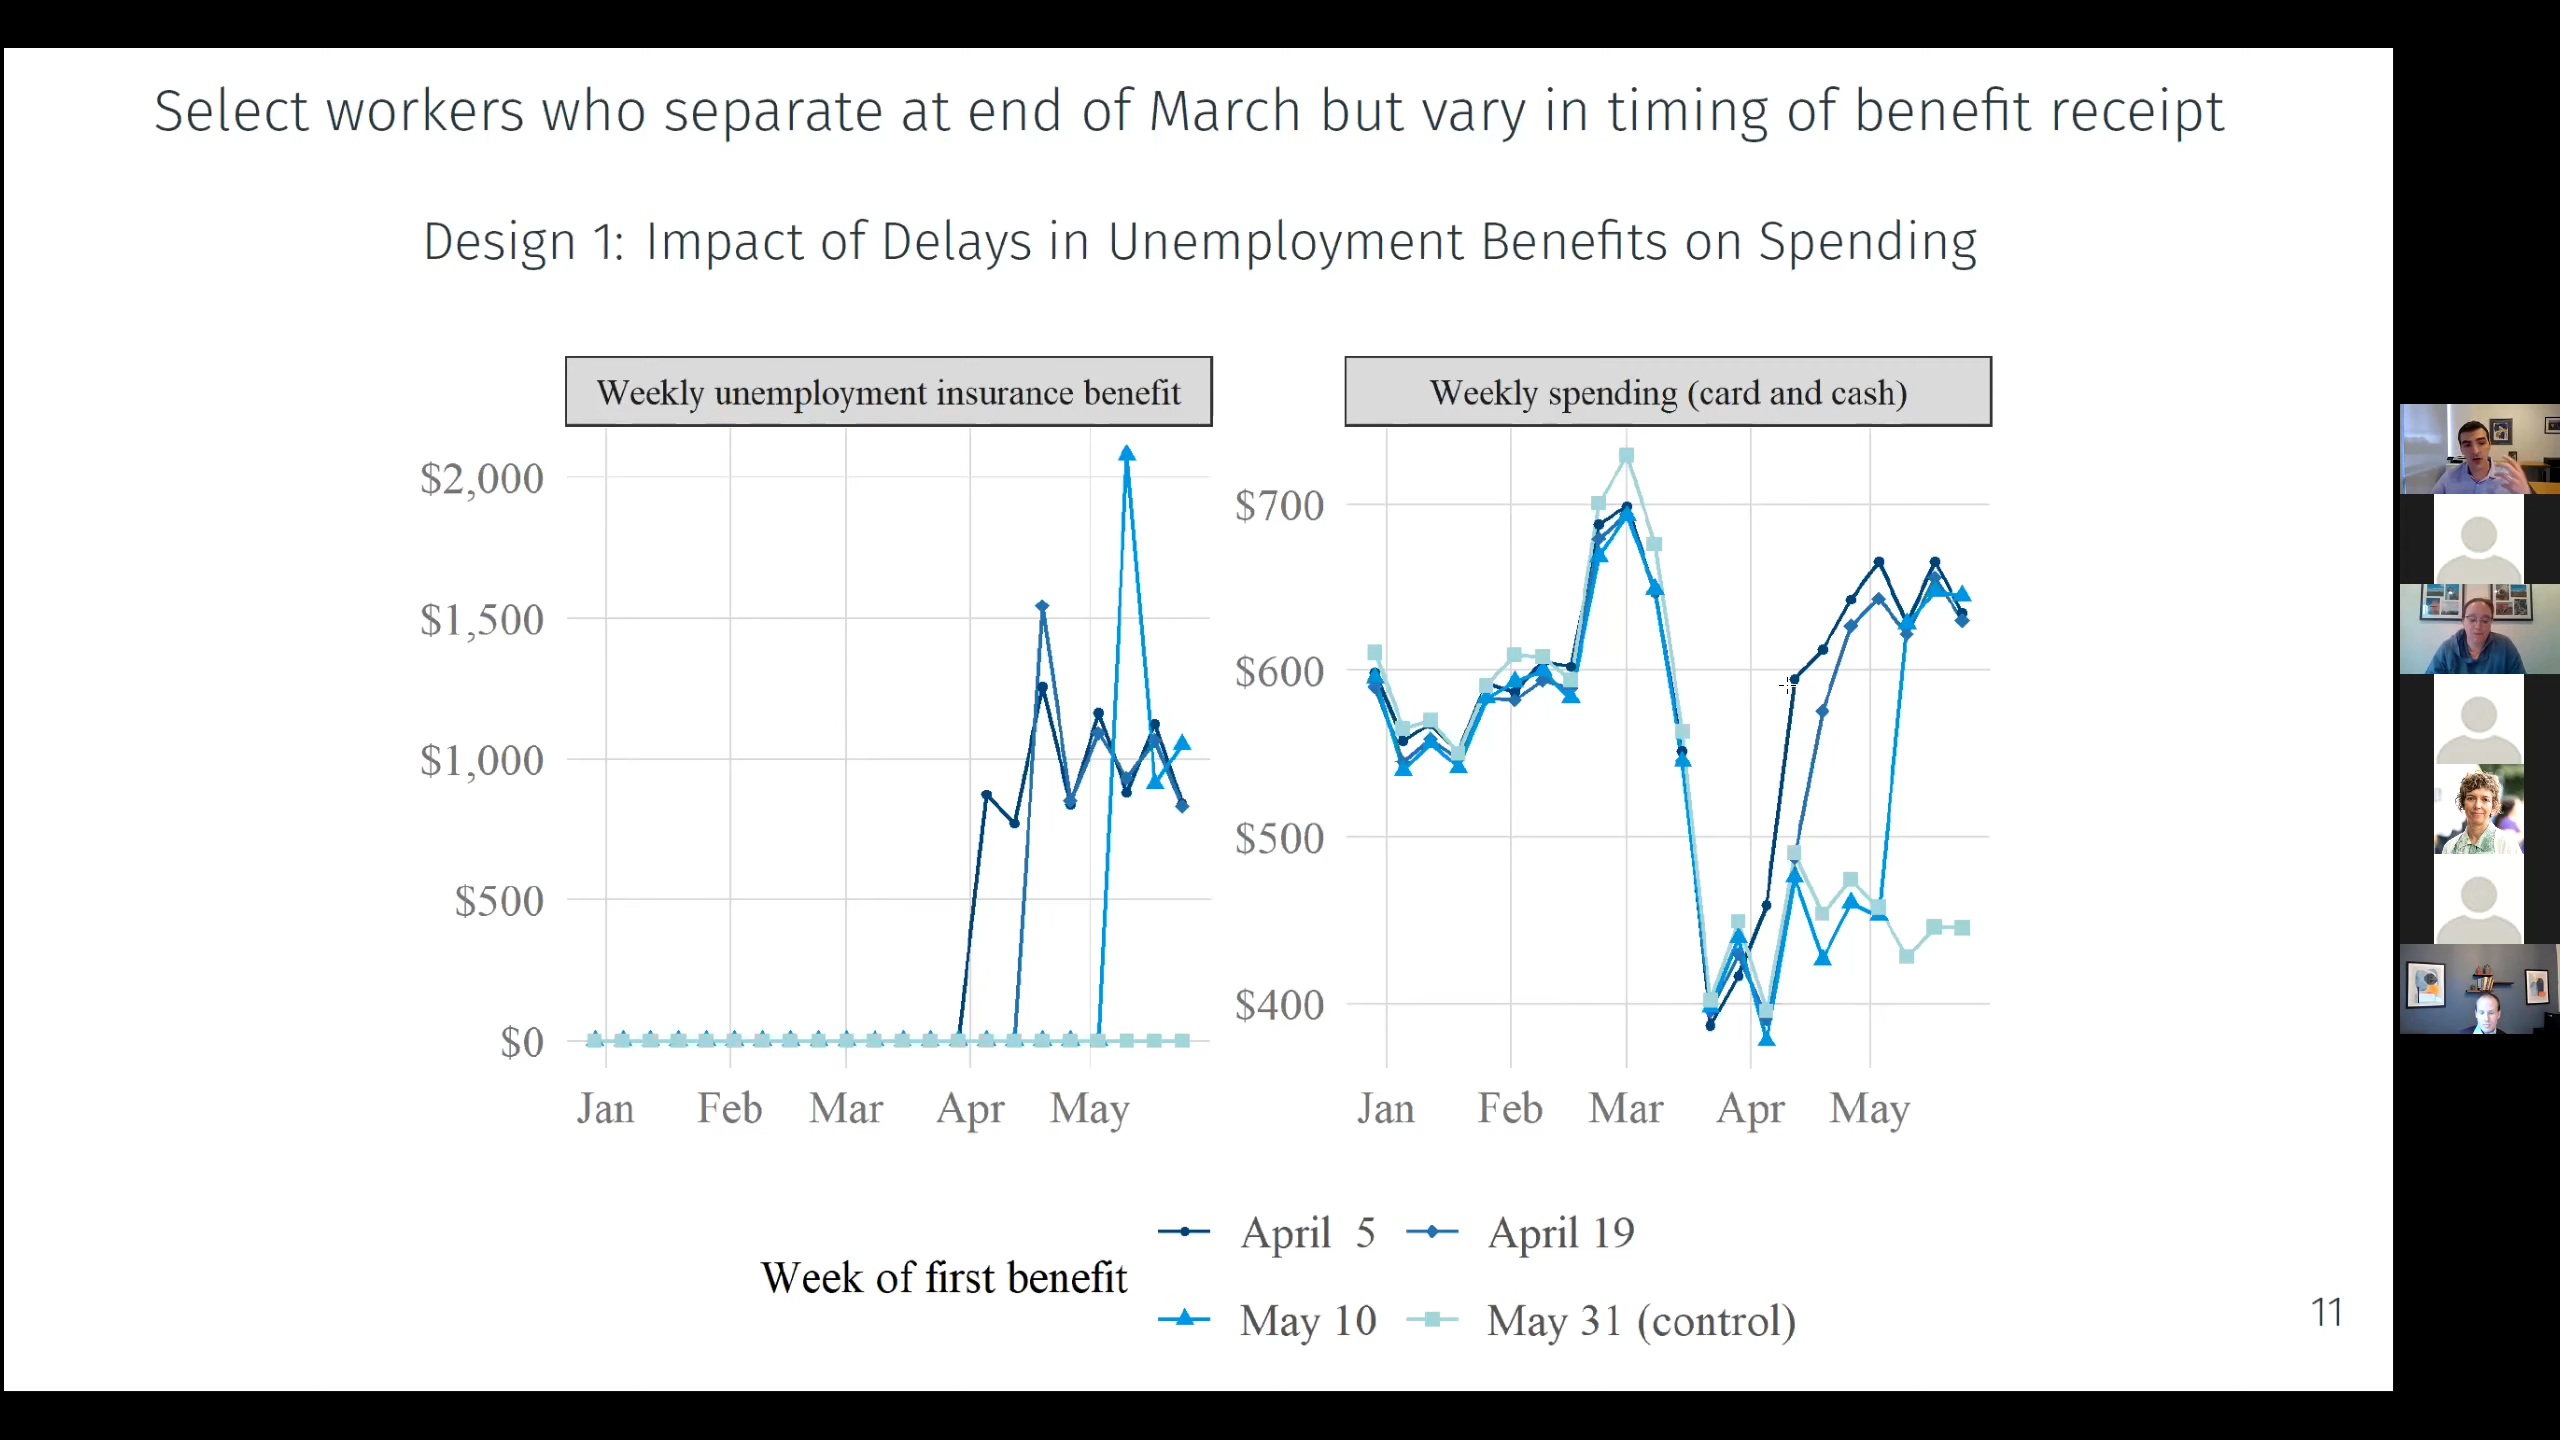 Select workers who separate at end of March but vary in timing of benefit receipt
Design 1: Impact of Delays in Unemployment Benefits on Spending
Weekly unemployment insurance benefit
$2,000
$1,500
$1,000
$500
$0
Jan Feb Mar Apr May
Weekly spending (card and cash)
$700
$600
$500
$400
Jan Feb Mar Apr May
Week of first benefit
April 5 April 19
May 10 May 31 (control)
11